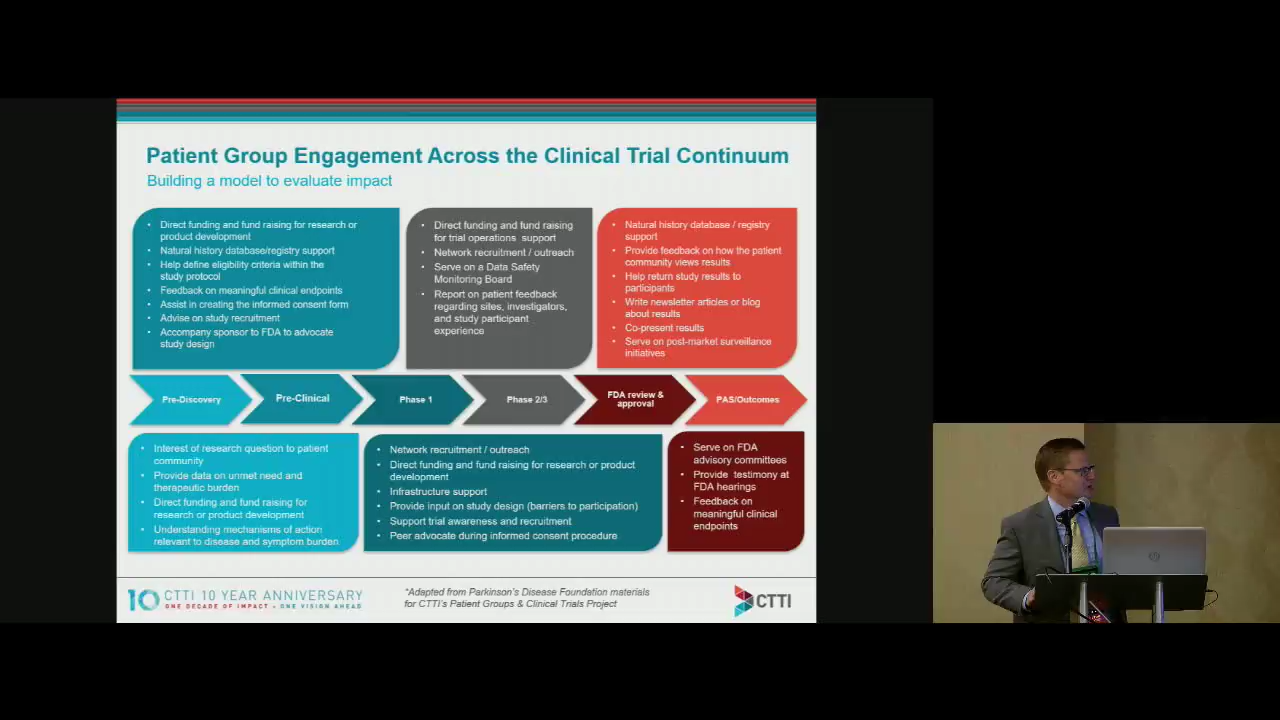 Patient Group Engagement Across the Clinical Trial Continuum
Building a model to evaluate impact
• Direct funding and fund raising for research or
product development
• Natural history database/registry support
• Help define eligibility criteria within the
study protocol
• Feedback on meaningful clinical endpoints
• Assist in creating the informed consent form
• Advise on study recruitment
• Accompany sponsor to FDA to advocate
study design
• Direct funding and fund raising
for trial operations support
• Network recruitment / outreach
• Serve on a Data Safety
Monitoring Board
• Report on patient feedback
regarding sites, investigators,
and study participant
experience
• Natural history database / registry
support
• Provide feedback on how the patient
community views results
• Help return study results to
participants
• Write newsletter articles or blog
about results
• Co-present results
• Serve on post-market surveillance
initiatives
Pre-Discovery
Pre-Clinical
Phase 1
Phase 2/3
FDA review &
approval
PAS/Outcomes
• Interest of research question to patient
community
• Provide data on unmet need and
therapeutic burden
• Direct funding and fund raising for
research or product development
• Understanding mechanisms of action
relevant to disease and symptom burden
• Network recruitment / outreach
• Direct funding and fund raising for research or product
development
• Infrastructure support
• Provide input on study design (barriers to participation)
• Support trial awareness and recruitment
• Peer advocate during informed consent procedure
• Serve on FDA
advisory committees
• Provide testimony at
FDA hearings
• Feedback on
meaningful clinical
endpoints
10 CTTI 10 YEAR ANNIVERSARY
ONE DECADE OF IMPACT • ONE VISION AHEAD
*Adapted from Parkinson's Disease Foundation materials
for CTTI's Patient Groups & Clinical Trials Project
CTTI
hp